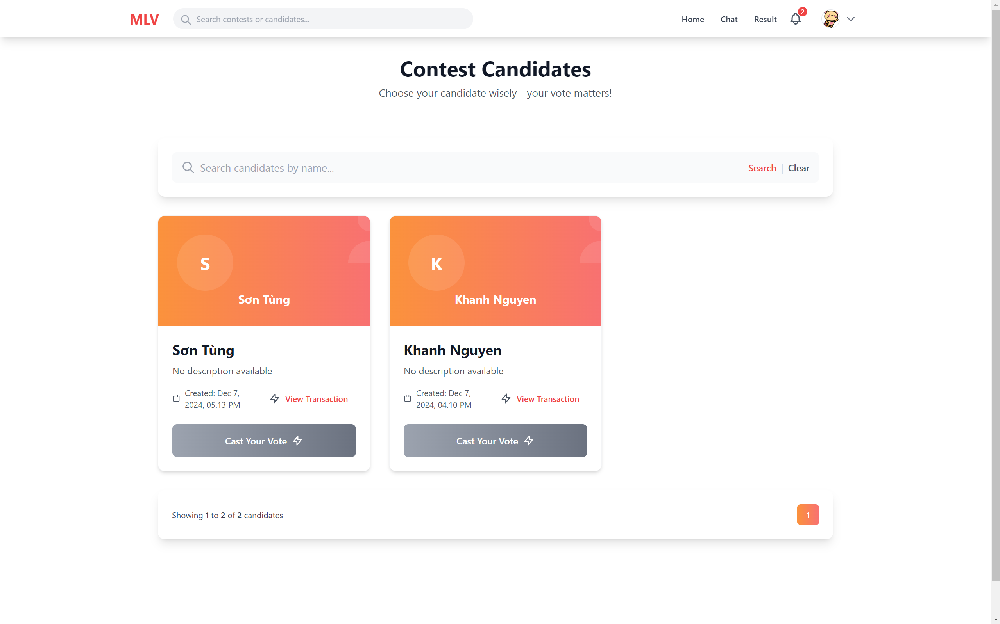 MLV
Search contests or candidates...
Home
Chat
Result
2
Contest Candidates
Choose your candidate wisely - your vote matters!
Search candidates by name...
Search | Clear
S
Sơn Tùng
Sơn Tùng
No description available
Created: Dec 7,
2024, 05:13 PM
View Transaction
Cast Your Vote
K
Khanh Nguyen
Khanh Nguyen
No description available
Created: Dec 7,
2024, 04:10 PM
View Transaction
Cast Your Vote
Showing 1 to 2 of 2 candidates
1